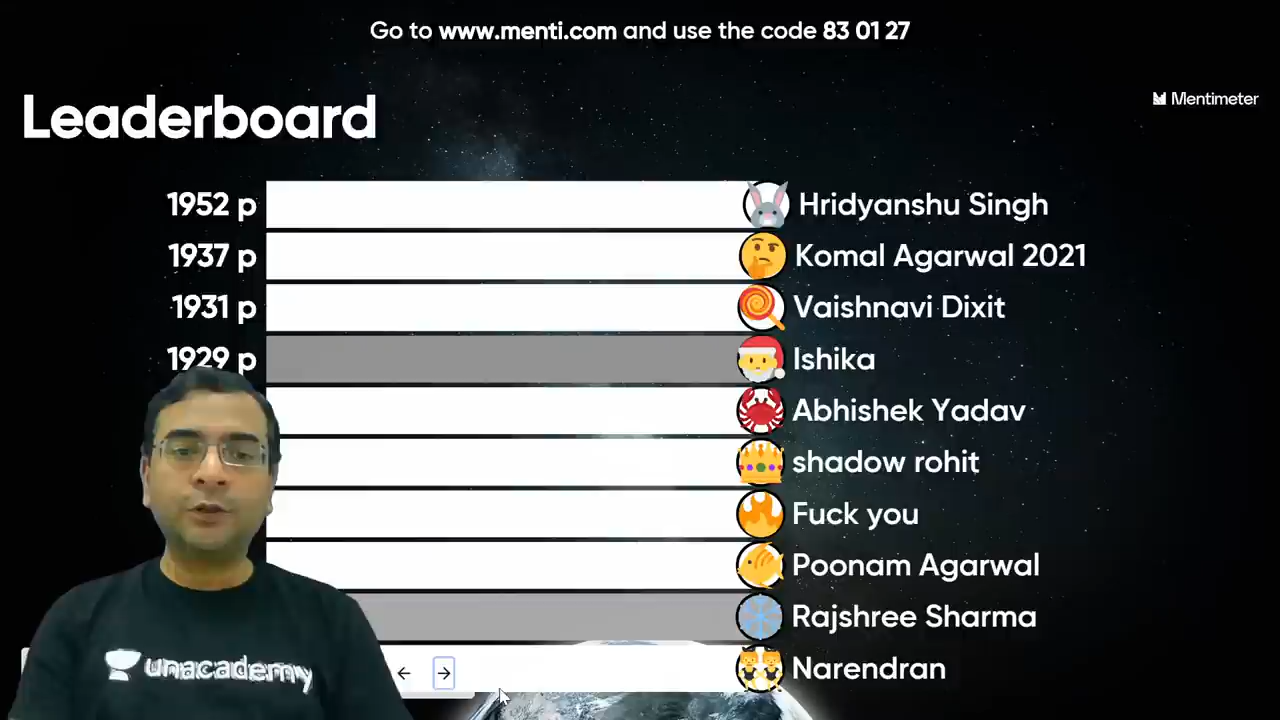 Go to www.menti.com and use the code 83 01 27
Leaderboard
Mentimeter
1952 p Hridyanshu Singh
1937 p Komal Agarwal 2021
1931 p Vaishnavi Dixit
1929 p Ishika
Abhishek Yadav
shadow rohit
Fuck you
Poonam Agarwal
Rajshree Sharma
Narendran
unacademy